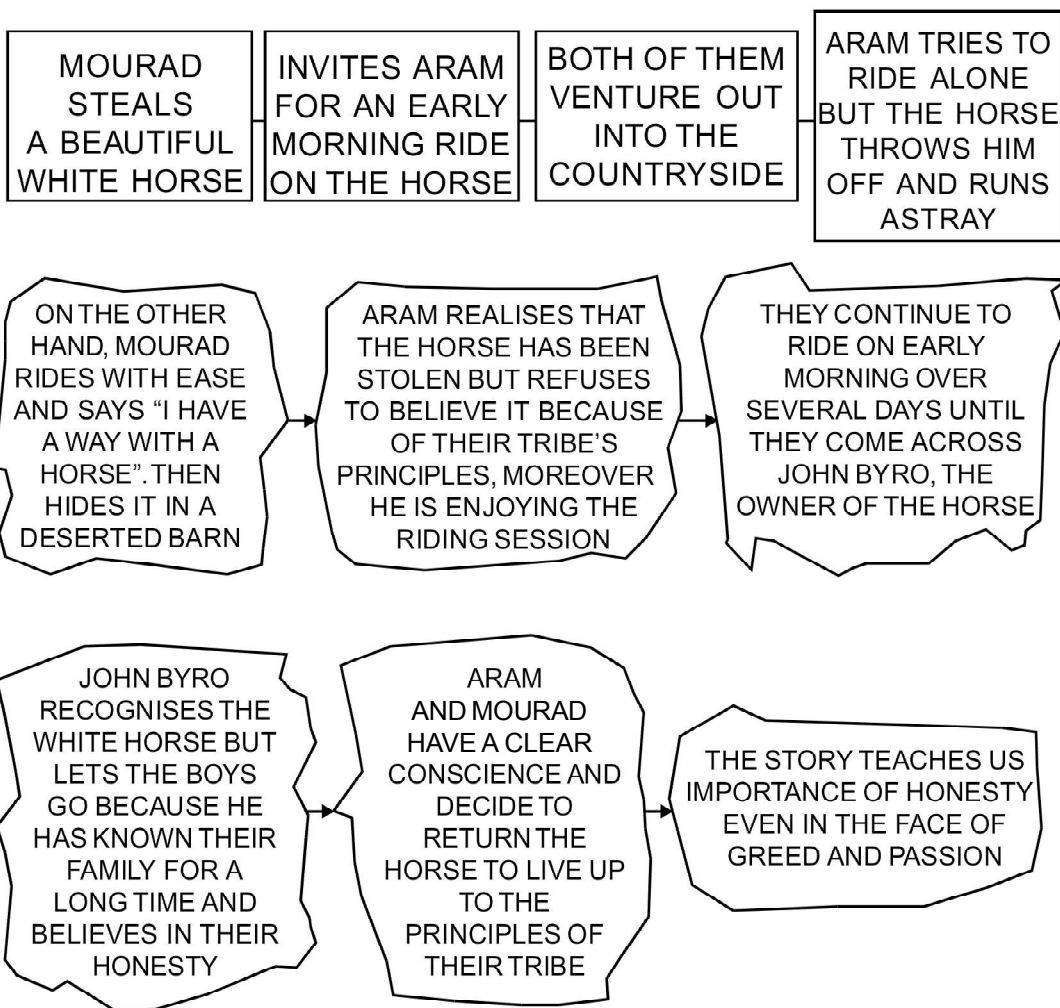 MOURAD
STEALS
A BEAUTIFUL
WHITE HORSE
INVITES ARAM
FOR AN EARLY
MORNING RIDE
ON THE HORSE
BOTH OF THEM
VENTURE OUT
INTO THE
COUNTRYSIDE
ARAM TRIES TO
RIDE ALONE
BUT THE HORSE
THROWS HIM
OFF AND RUNS
ASTRAY
ON THE OTHER
HAND, MOURAD
RIDES WITH EASE
AND SAYS “I HAVE
A WAY WITH A
HORSE”. THEN
HIDES IT IN A
DESERTED BARN
ARAM REALISES THAT
THE HORSE HAS BEEN
STOLEN BUT REFUSES
TO BELIEVE IT BECAUSE
OF THEIR TRIBE’S
PRINCIPLES, MOREOVER
HE IS ENJOYING THE
RIDING SESSION
THEY CONTINUE TO
RIDE ON EARLY
MORNING OVER
SEVERAL DAYS UNTIL
THEY COME ACROSS
JOHN BYRO, THE
OWNER OF THE HORSE
JOHN BYRO
RECOGNISES THE
WHITE HORSE BUT
LETS THE BOYS
GO BECAUSE HE
HAS KNOWN THEIR
FAMILY FOR A
LONG TIME AND
BELIEVES IN THEIR
HONESTY
ARAM
AND MOURAD
HAVE A CLEAR
CONSCIENCE AND
DECIDE TO
RETURN THE
HORSE TO LIVE UP
TO THE
PRINCIPLES OF
THEIR TRIBE
THE STORY TEACHES US
IMPORTANCE OF HONESTY
EVEN IN THE FACE OF
GREED AND PASSION